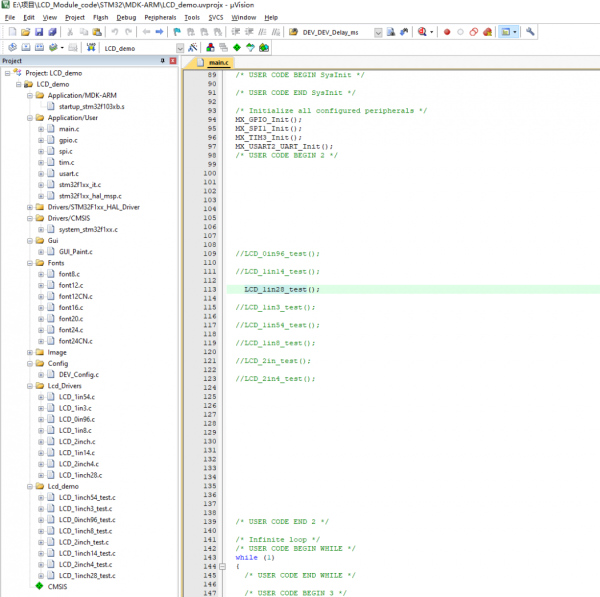 E:\项目\LCD_Module_code\STM32\MDK-ARM\LCD_demo.uvprojx - µVision
File Edit View Project Flash Debug Peripherals Tools SVCS Window Help
DEV_DEV_Delay_ms
LCD_demo
Project
main.c
Project: LCD_demo
LCD_demo
Application/MDK-ARM
startup_stm32f103xb.s
Application/User
main.c
gpio.c
spi.c
tim.c
usart.c
stm32f1xx_it.c
stm32f1xx_hal_msp.c
Drivers/STM32F1xx_HAL_Driver
Drivers/CMSIS
system_stm32f1xx.c
Gui
GUI_Paint.c
Fonts
font8.c
font12.c
font12CN.c
font16.c
font20.c
font24.c
font24CN.c
Image
Config
DEV_Config.c
Lcd_Drivers
LCD_1in54.c
LCD_1in3.c
LCD_0in96.c
LCD_1in8.c
LCD_2inch.c
LCD_1in14.c
LCD_2inch4.c
LCD_1inch28.c
Lcd_demo
LCD_1inch54_test.c
LCD_1inch3_test.c
LCD_0inch96_test.c
LCD_1inch8_test.c
LCD_2inch_test.c
LCD_1inch14_test.c
LCD_2inch4_test.c
LCD_1inch28_test.c
CMSIS
89 /* USER CODE BEGIN SysInit */
90
91 /* USER CODE END SysInit */
92
93 /* Initialize all configured peripherals */
94 MX_GPIO_Init();
95 MX_SPI1_Init();
96 MX_TIM3_Init();
97 MX_USART2_UART_Init();
98 /* USER CODE BEGIN 2 */
99
100
101
102
103
104
105
106
107
108
109 //LCD_0in96_test();
110
111 //LCD_1in14_test();
112
113 LCD_1in28_test();
114
115 //LCD_1in3_test();
116
117 //LCD_1in54_test();
118
119 //LCD_1in8_test();
120
121 //LCD_2in_test();
122
123 //LCD_2in4_test();
124
125
126
127
128
129
130
131
132
133
134
135
136
137
138
139 /* USER CODE END 2 */
140
141 /* Infinite loop */
142 /* USER CODE BEGIN WHILE */
143 while (1)
144 {
145 /* USER CODE END WHILE */
146
147 /* USER CODE BEGIN 3 */